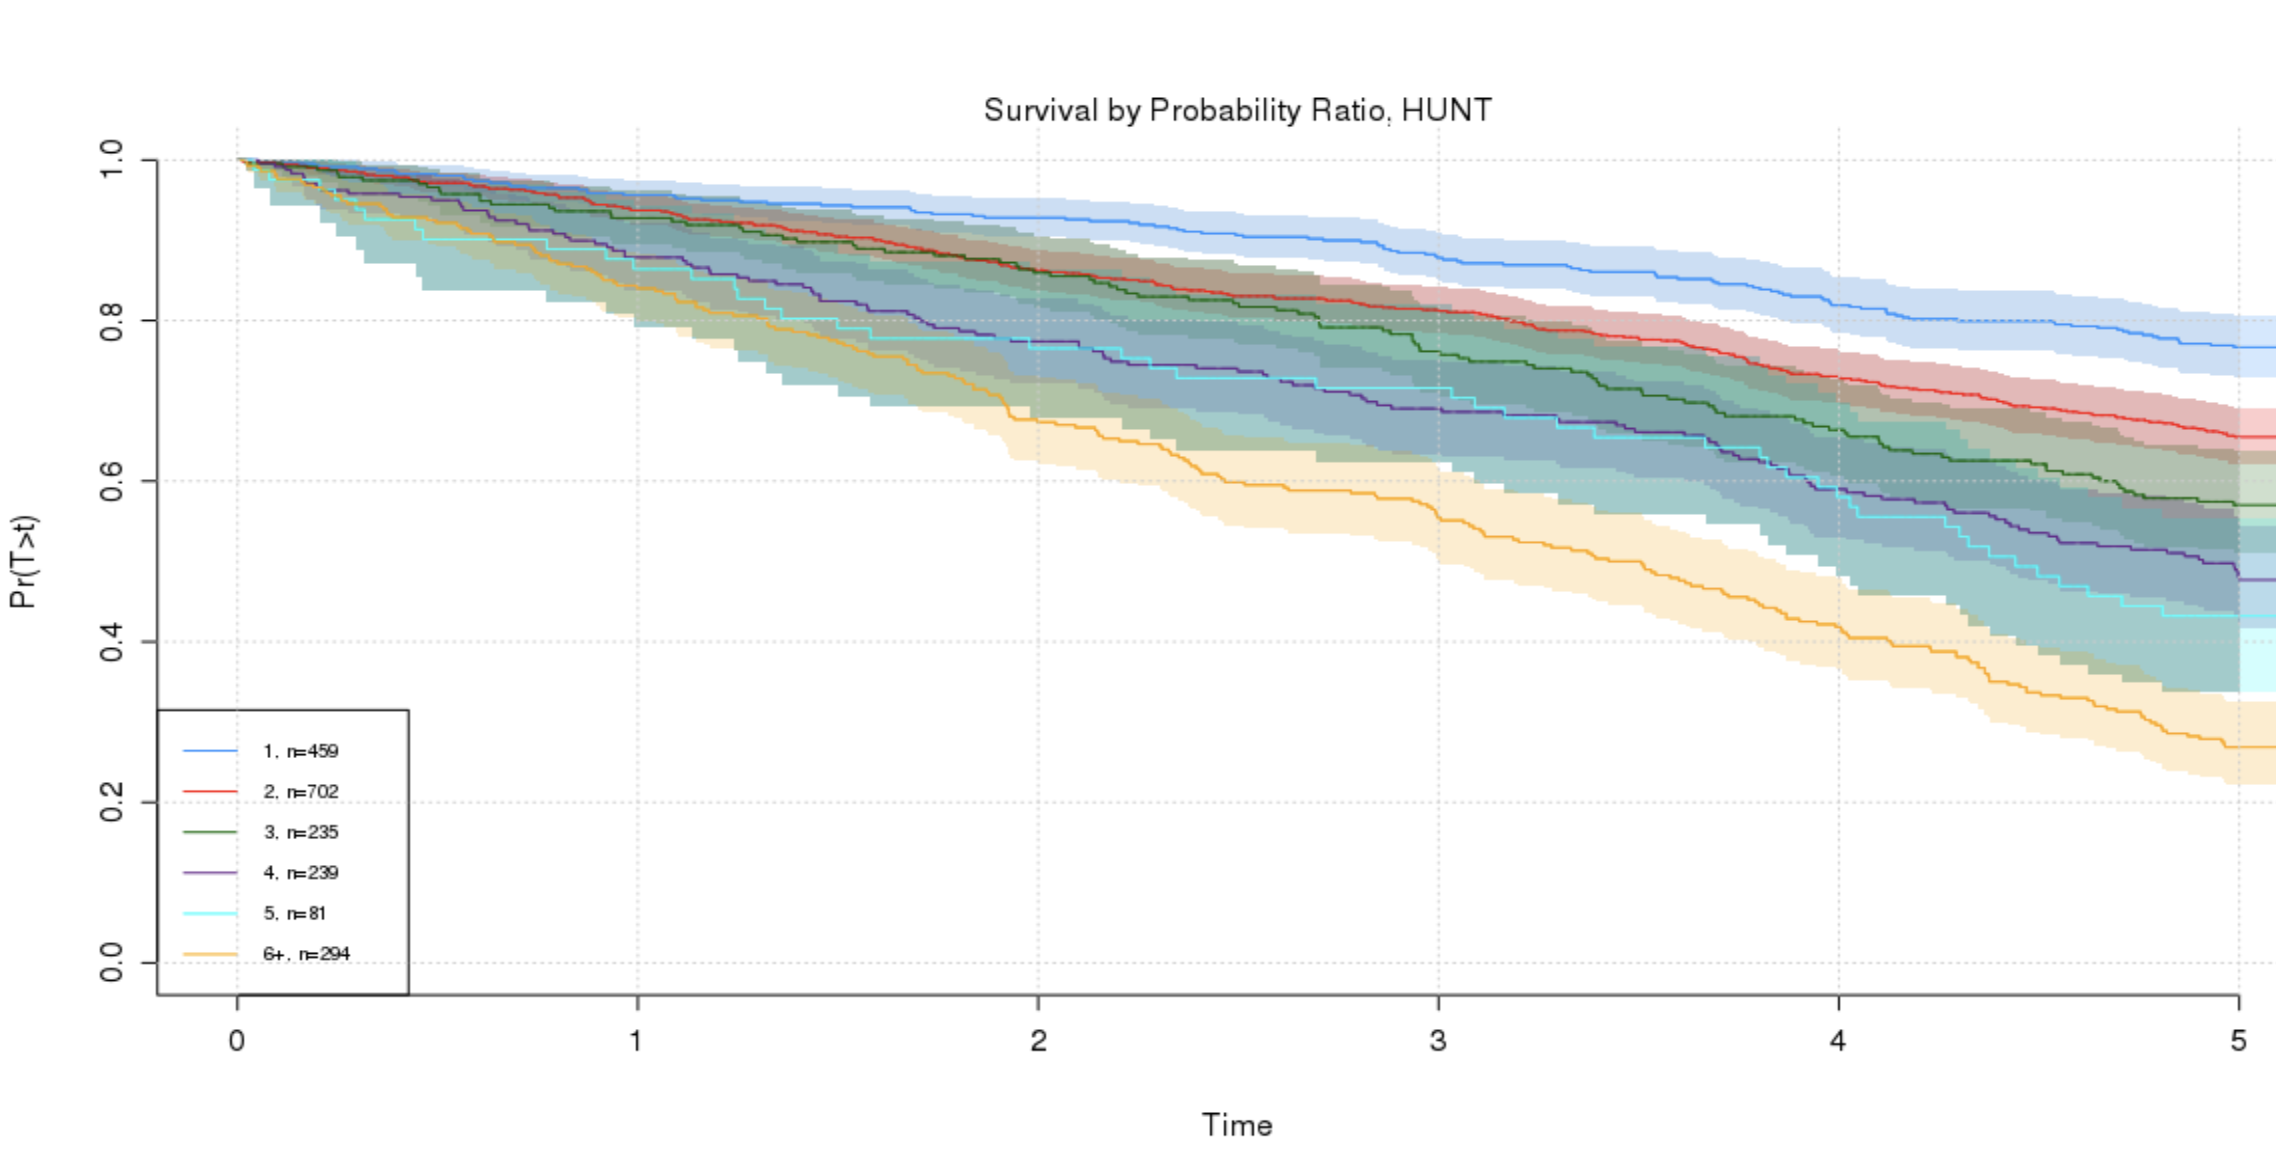 Survival by Probability Ratio, HUNT
Pr(T>t)
1.0
0.8
0.6
0.4
0.2
0.0
1, n=459
2, n=702
3, n=235
4, n=239
5, n=81
6+, n=294
0 1 2 3 4 5
Time